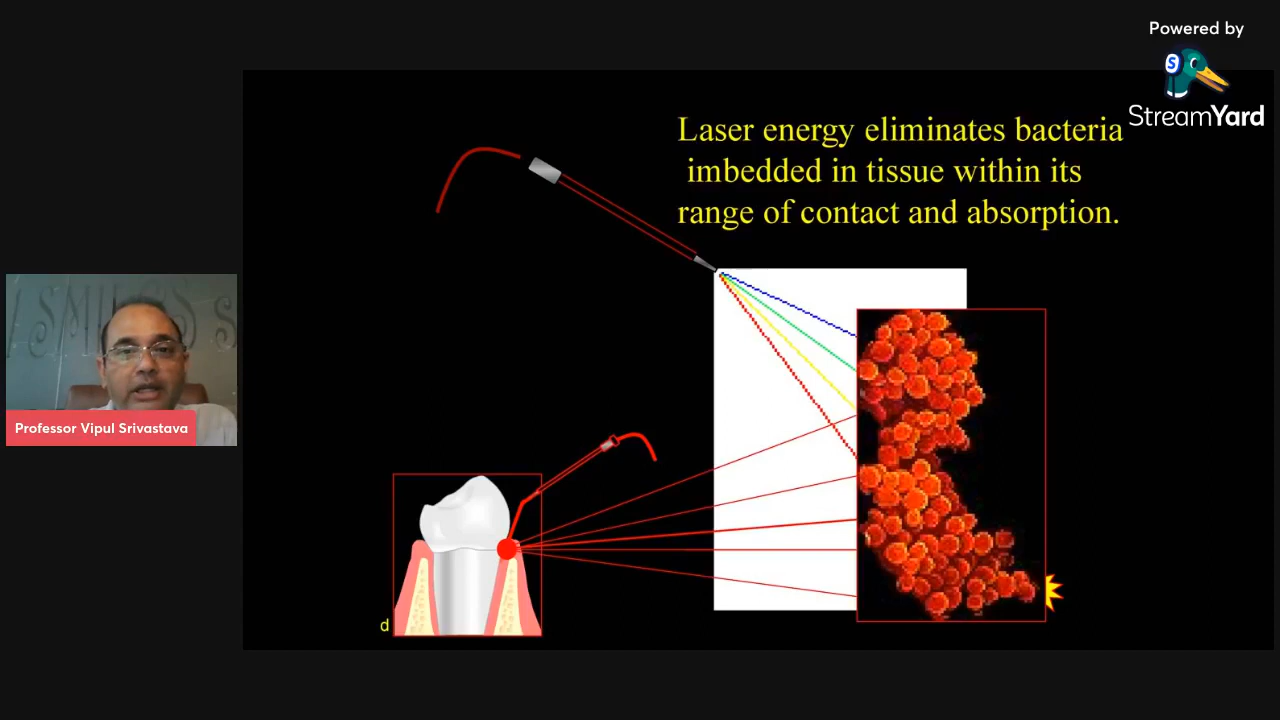 Powered by
S
StreamYard
Laser energy eliminates bacteria
imbedded in tissue within its
range of contact and absorption.
Professor Vipul Srivastava
d